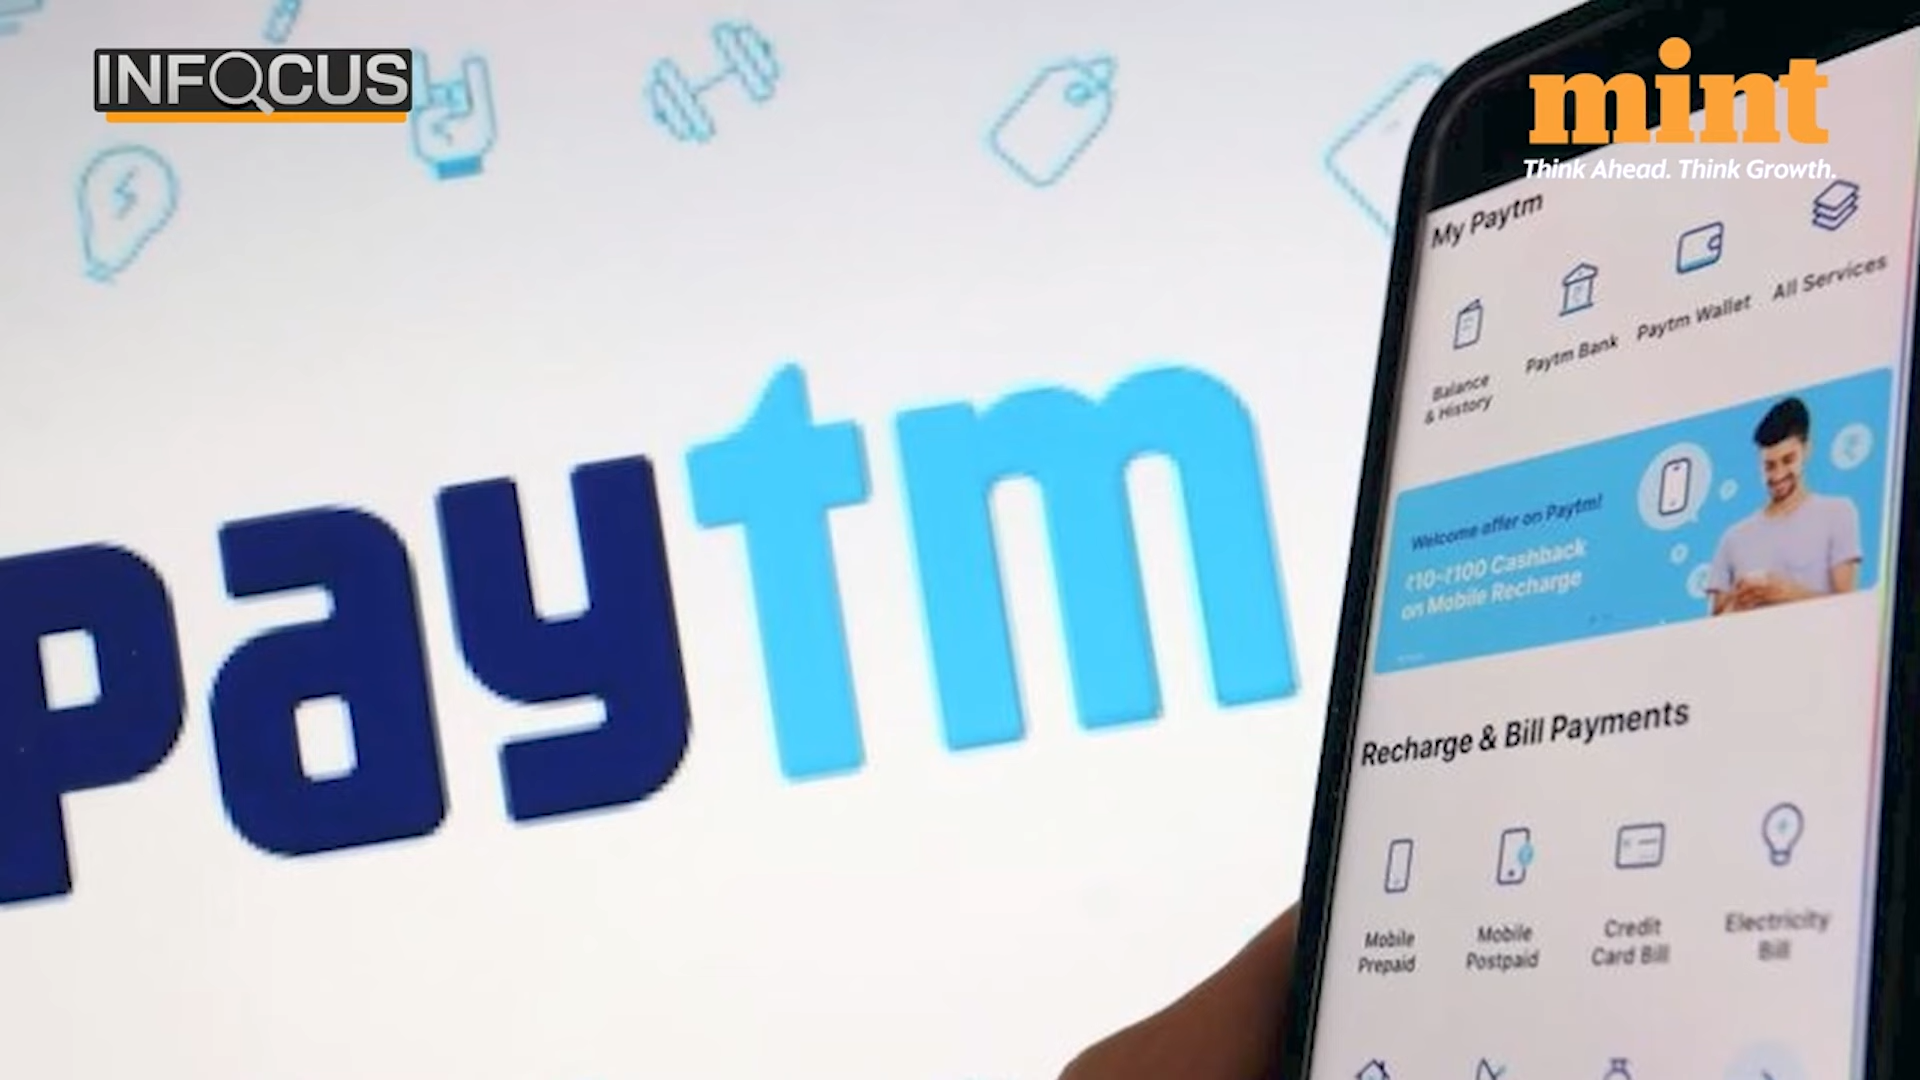 INFOCUS
mint
Think Ahead. Think Growth.
paytm
My Paytm
Balance
& History
Paytm Bank
Paytm Wallet
All Services
Welcome offer on Paytm!
₹10-₹100 Cashback
on Mobile Recharge
Recharge & Bill Payments
Mobile
Prepaid
Mobile
Postpaid
Credit
Card Bill
Electricity
Bill